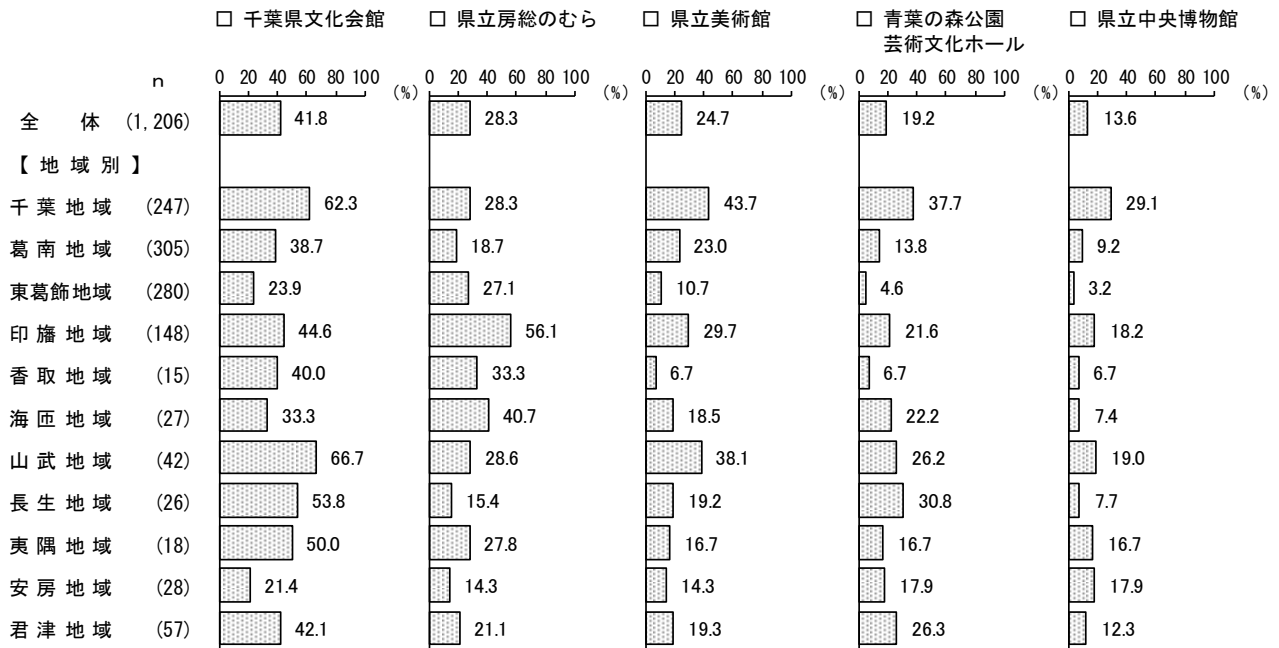 千葉県文化会館 県立房総のむら 県立美術館 青葉の森公園 県立中央博物館
芸術文化ホール
n 0 20 40 60 80 100 0 20 40 60 80 100 0 20 40 60 80 100 0 20 40 60 80 100 0 20 40 60 80 100
(%) (%) (%) (%) (%)
全 体 (1,206) 41.8 28.3 24.7 19.2 13.6
【 地 域 別 】
千 葉 地 域 (247) 62.3 28.3 43.7 37.7 29.1
葛 南 地 域 (305) 38.7 18.7 23.0 13.8 9.2
東葛飾地域 (280) 23.9 27.1 10.7 4.6 3.2
印 旛 地 域 (148) 44.6 56.1 29.7 21.6 18.2
香 取 地 域 (15) 40.0 33.3 6.7 6.7 6.7
海 匝 地 域 (27) 33.3 40.7 18.5 22.2 7.4
山 武 地 域 (42) 66.7 28.6 38.1 26.2 19.0
長 生 地 域 (26) 53.8 15.4 19.2 30.8 7.7
夷 隅 地 域 (18) 50.0 27.8 16.7 16.7 16.7
安 房 地 域 (28) 21.4 14.3 14.3 17.9 17.9
君 津 地 域 (57) 42.1 21.1 19.3 26.3 12.3